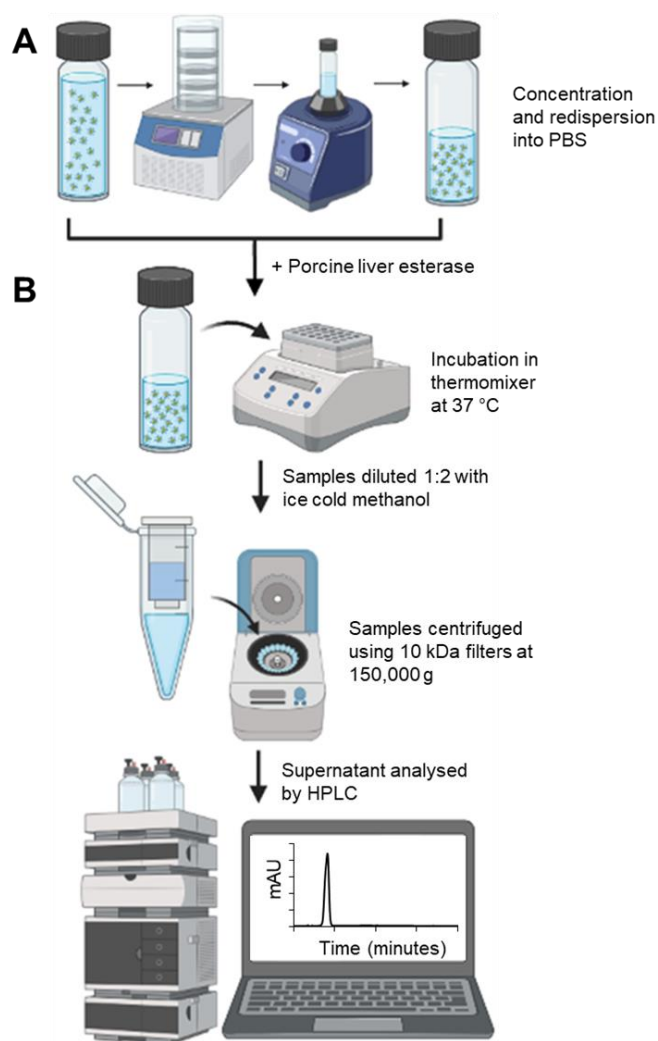 A
Concentration
and redispersion
into PBS
+ Porcine liver esterase
B
Incubation in
thermomixer
at 37 °C
Samples diluted 1:2 with
ice cold methanol
Samples centrifuged
using 10 kDa filters at
150,000 g
Supernatant analysed
by HPLC
mAU
Time (minutes)